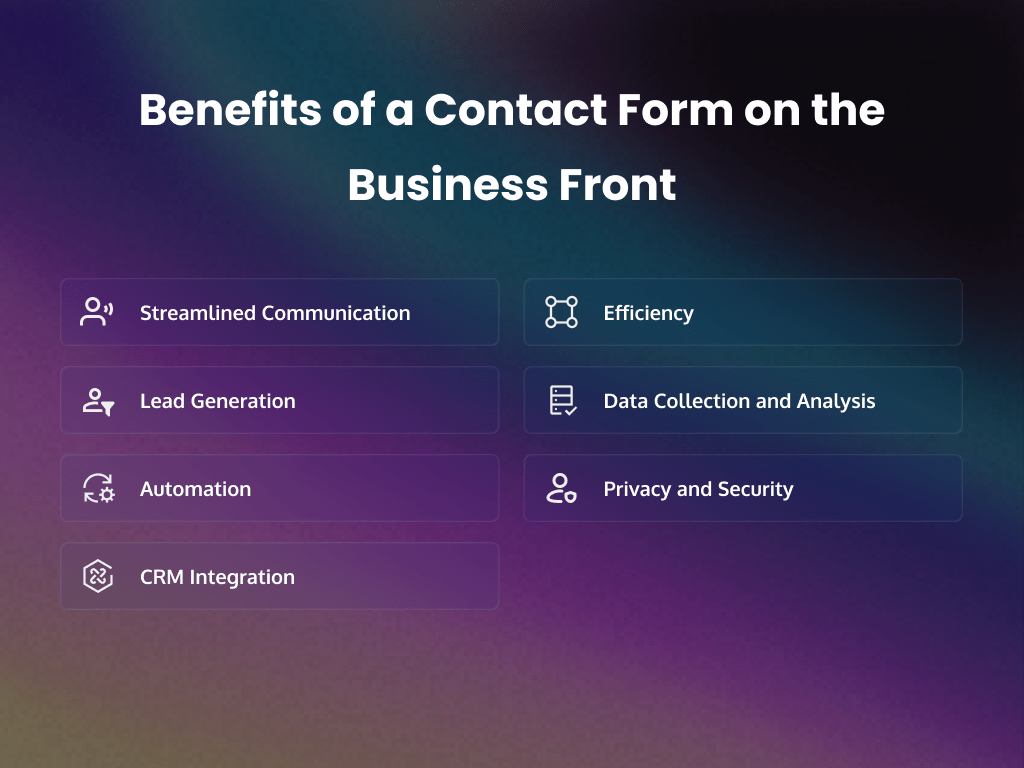 Benefits of a Contact Form on the
Business Front
Streamlined Communication
Efficiency
Lead Generation
Data Collection and Analysis
Automation
Privacy and Security
CRM Integration